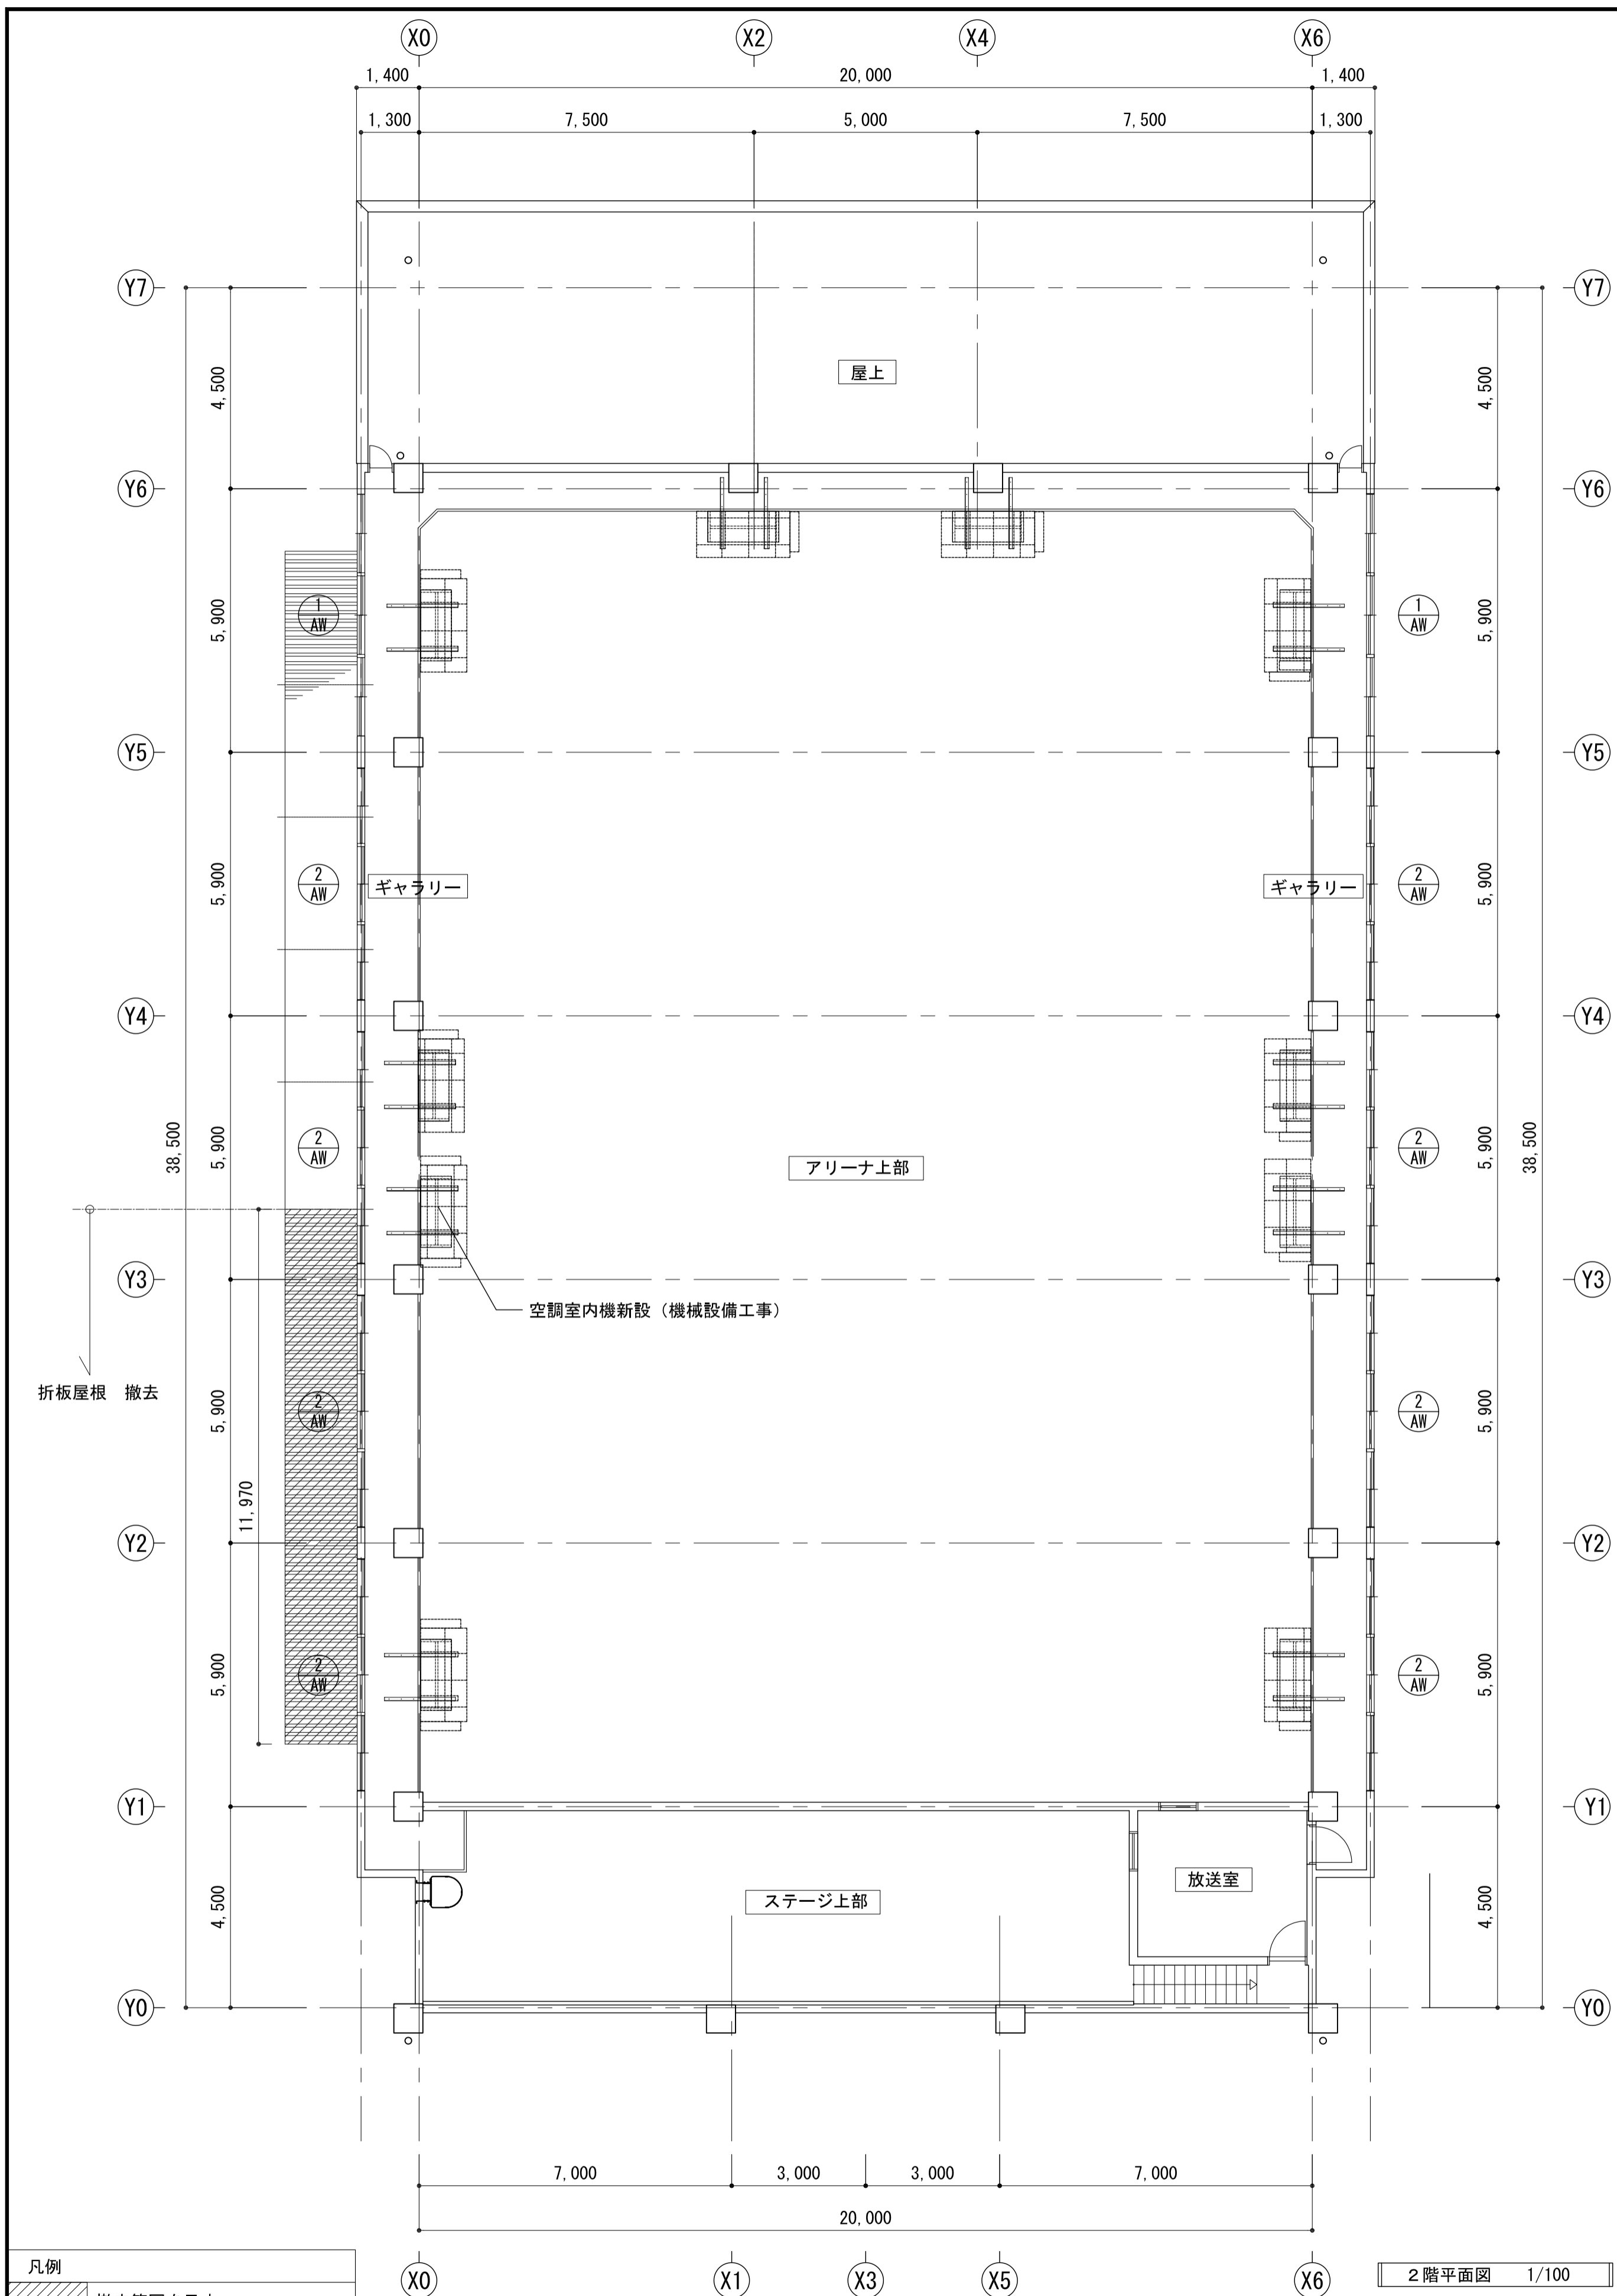 X0 X2 X4 X6
1,400 20,000 1,400
1,300 7,500 5,000 7,500 1,300
Y7 Y7
屋上
4,500 4,500
Y6 Y6
1 AW 1 AW
5,900 5,900
Y5 Y5
2 AW ギャラリー ギャラリー 2 AW
5,900 5,900
Y4 Y4
38,500 5,900 2 AW アリーナ上部 2 AW 5,900 38,500
Y3 Y3
空調室内機新設（機械設備工事）
折板屋根 撤去
5,900 2 AW 2 AW 5,900
11,970
Y2 Y2
5,900 2 AW 2 AW 5,900
Y1 Y1
放送室
ステージ上部
4,500 4,500
Y0 Y0
7,000 3,000 3,000 7,000
20,000
凡例
X0 X1 X3 X5 X6
２階平面図 1/100